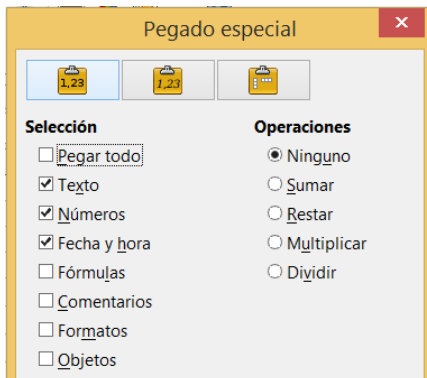 Pegado especial
1,23
1,23
Selección
Pegar todo
Texto
Números
Fecha y hora
Fórmulas
Comentarios
Formatos
Objetos
Operaciones
Ninguno
Sumar
Restar
Multiplicar
Dividir